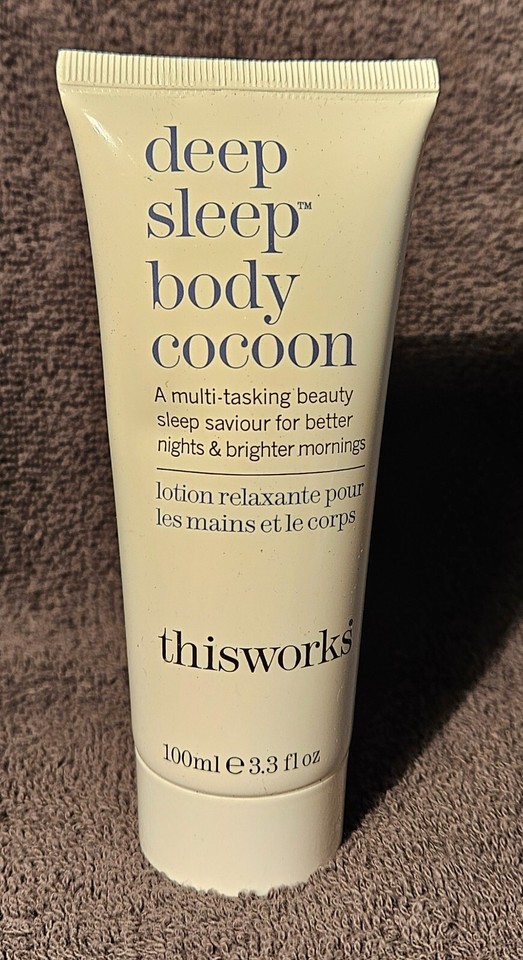 deep
sleep™
body
cocoon
A multi-tasking beauty
sleep saviour for better
nights & brighter mornings
lotion relaxante pour
les mains et le corps
thisworks®
100ml ℮ 3.3 fl oz